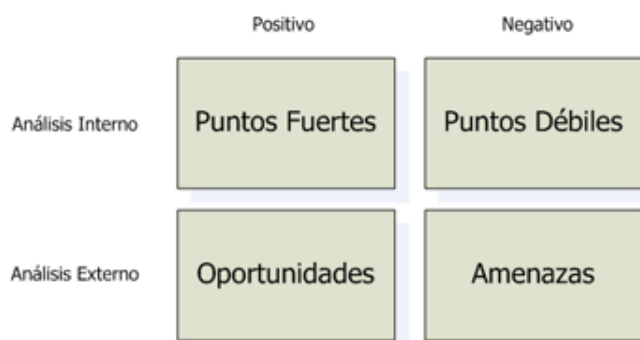 Positivo Negativo
Análisis Interno Puntos Fuertes Puntos Débiles
Análisis Externo Oportunidades Amenazas